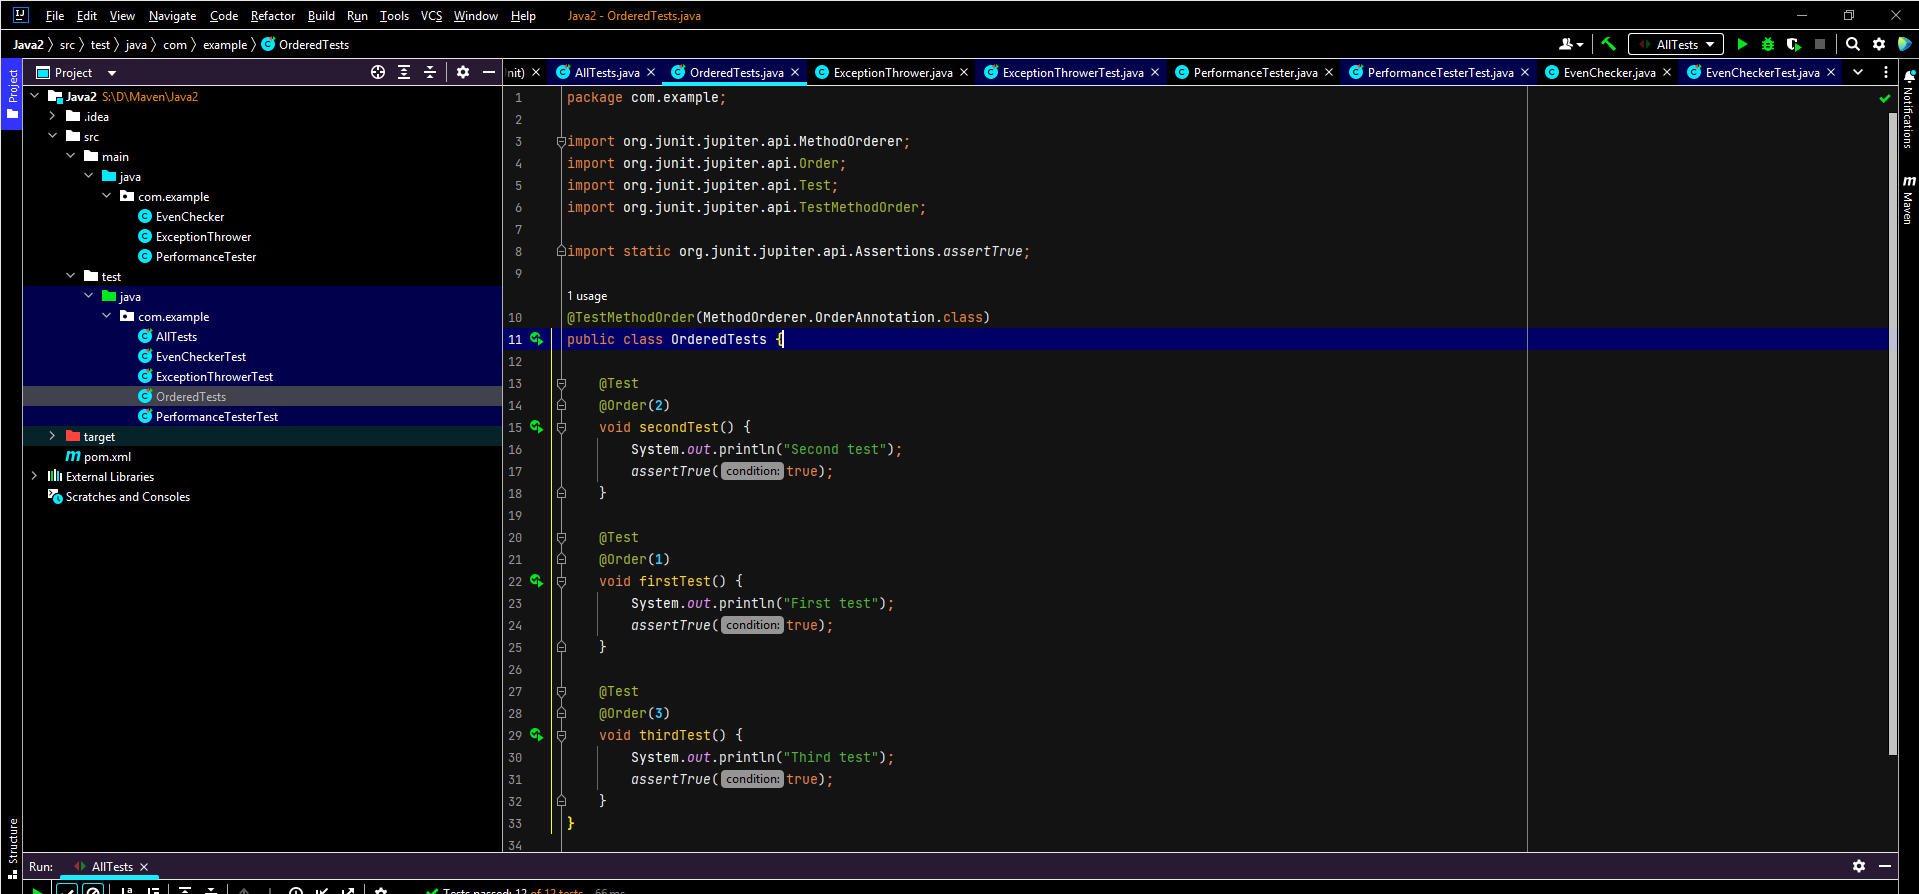 File Edit View Navigate Code Refactor Build Run Tools VCS Window Help Java2 - OrderedTests.java
Java2 src test java com example OrderedTests
AllTests
Project
Project
nit) AllTests.java OrderedTests.java ExceptionThrower.java ExceptionThrowerTest.java PerformanceTester.java PerformanceTesterTest.java EvenChecker.java EvenCheckerTest.java
Java2 S:\D\Maven\Java2
.idea
src
main
java
com.example
EvenChecker
ExceptionThrower
PerformanceTester
test
java
com.example
AllTests
EvenCheckerTest
ExceptionThrowerTest
OrderedTests
PerformanceTesterTest
target
pom.xml
External Libraries
Scratches and Consoles
1 package com.example;
2
3 import org.junit.jupiter.api.MethodOrderer;
4 import org.junit.jupiter.api.Order;
5 import org.junit.jupiter.api.Test;
6 import org.junit.jupiter.api.TestMethodOrder;
7
8 import static org.junit.jupiter.api.Assertions.assertTrue;
9
1 usage
10 @TestMethodOrder(MethodOrderer.OrderAnnotation.class)
11 public class OrderedTests {
12
13 @Test
14 @Order(2)
15 void secondTest() {
16 System.out.println("Second test");
17 assertTrue( condition: true);
18 }
19
20 @Test
21 @Order(1)
22 void firstTest() {
23 System.out.println("First test");
24 assertTrue( condition: true);
25 }
26
27 @Test
28 @Order(3)
29 void thirdTest() {
30 System.out.println("Third test");
31 assertTrue( condition: true);
32 }
33 }
34
Notifications
m Maven
Structure
Run: AllTests
Tests passed: 12 of 12 tests – 66 ms